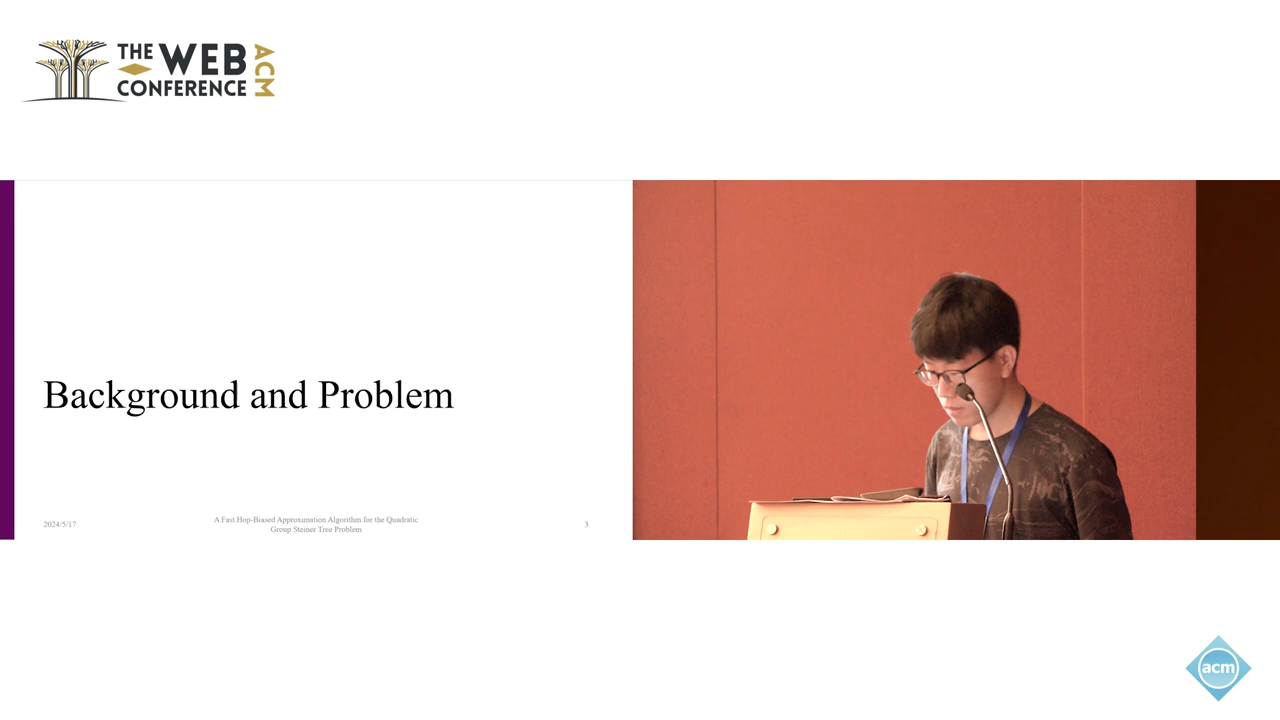 THE WEB
CONFERENCE
ACM
Background and Problem
2024/5/17
A Fast Hop-Biased Approximation Algorithm for the Quadratic
Group Steiner Tree Problem
3
acm